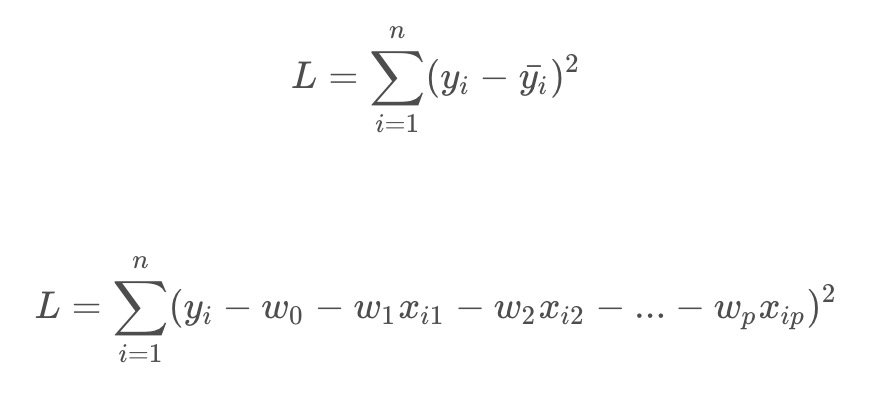 L = \sum_{i=1}^{n} (y_i - \bar{y}_i)^2
L = \sum_{i=1}^{n} (y_i - w_0 - w_1 x_{i1} - w_2 x_{i2} - ... - w_p x_{ip})^2